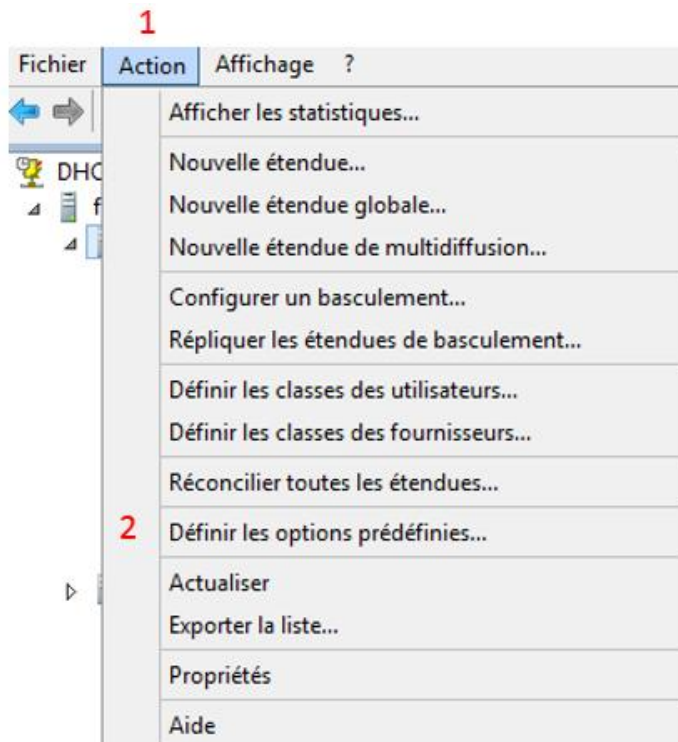 1
Fichier Action Affichage ?
Afficher les statistiques...
DHC
Nouvelle étendue...
f
Nouvelle étendue globale...
Nouvelle étendue de multidiffusion...
Configurer un basculement...
Répliquer les étendues de basculement...
Définir les classes des utilisateurs...
Définir les classes des fournisseurs...
Réconcilier toutes les étendues...
2 Définir les options prédéfinies...
Actualiser
Exporter la liste...
Propriétés
Aide